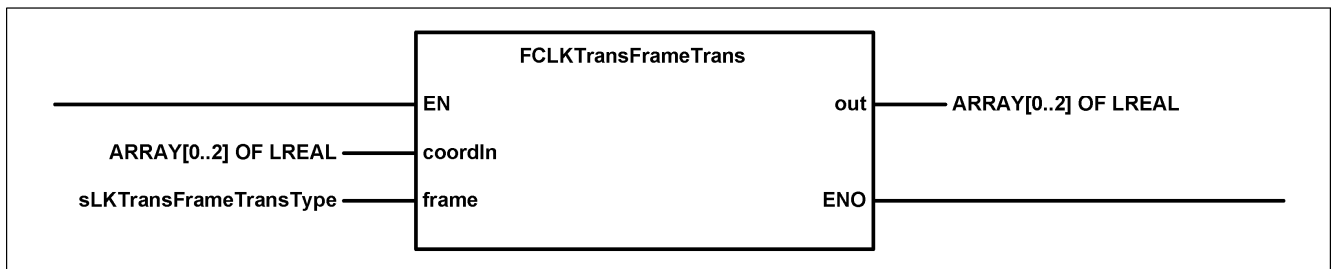 FCLKTransFrameTrans
EN
out
ARRAY[0..2] OF LREAL
ARRAY[0..2] OF LREAL
coordIn
sLKTransFrameTransType
frame
ENO